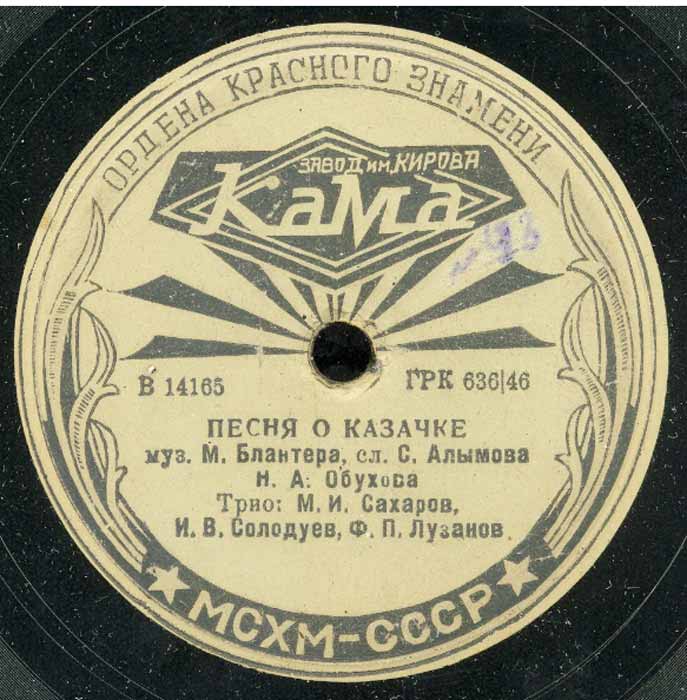 ОРДЕНА КРАСНОГО ЗНАМЕНИ
ЗАВОД им. КИРОВА
КаМа
В 14165
ГРК 636|46
ПЕСНЯ О КАЗАЧКЕ
муз. М. Блантера, сл. С. Алымова
Н. А. Обухова
Трио: М. И. Сахаров,
И. В. Солодуев, Ф. П. Лузанов
МСХМ-СССР